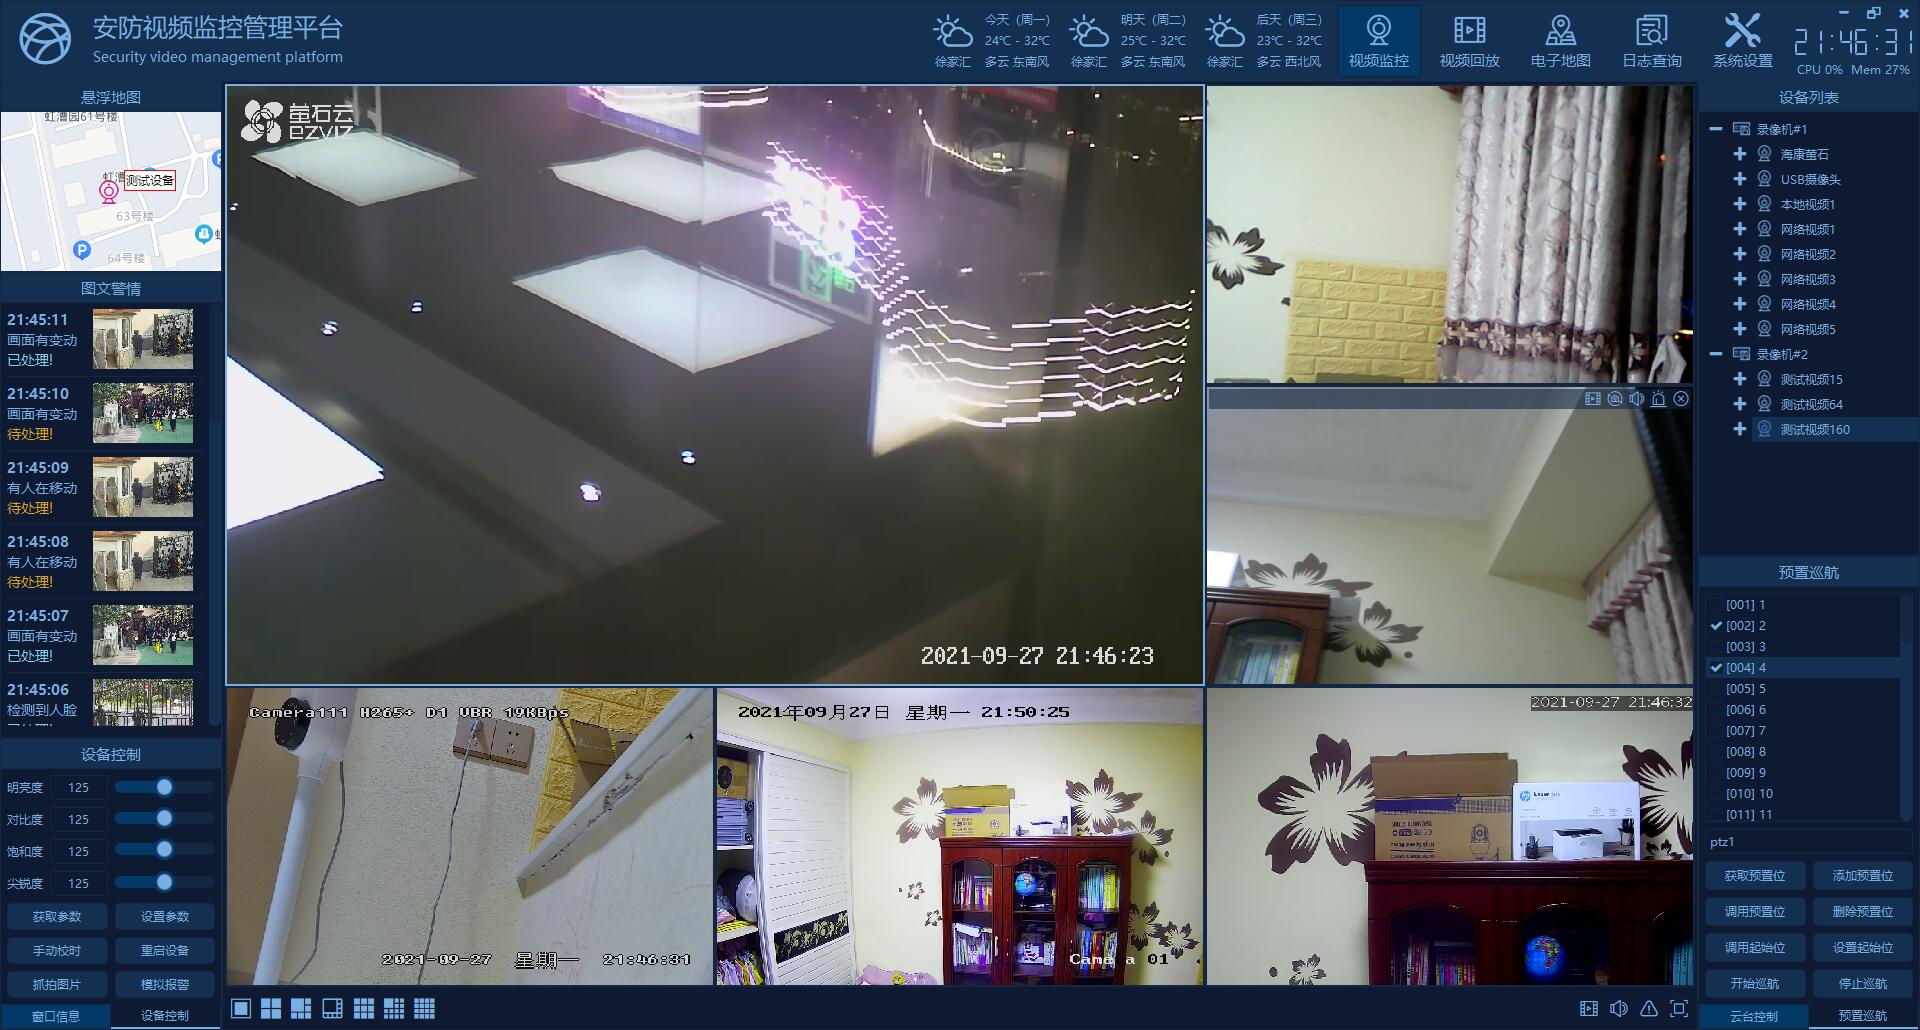 安防视频监控管理平台
Security video management platform
今天 (周一)
24℃ - 32℃
徐家汇 多云 东南风
明天 (周二)
25℃ - 32℃
徐家汇 多云 东南风
后天 (周三)
23℃ - 32℃
徐家汇 多云 西北风
视频监控
视频回放
电子地图
日志查询
系统设置
21:46:31
CPU 0% Mem 27%
悬浮地图
虹漕园61号楼
虹漕
测试设备
63号楼
64号楼
P
图文警情
21:45:11
画面有变动
已处理!
21:45:10
画面有变动
待处理!
21:45:09
有人在移动
待处理!
21:45:08
有人在移动
待处理!
21:45:07
画面有变动
已处理!
21:45:06
检测到人脸
设备控制
明亮度 125
对比度 125
饱和度 125
尖锐度 125
获取参数 设置参数
手动校时 重启设备
抓拍图片 模拟报警
窗口信息 设备控制
萤石云
ezviz
2021-09-27 21:46:23
Camera111 H265+ D1 VBR 19KBps
2021-09-27 星期一 21:46:31
2021年09月27日 星期一 21:50:25
Camera 01
2021-09-27 21:46:32
hp Laser
设备列表
录像机#1
海康萤石
USB摄像头
本地视频1
网络视频1
网络视频2
网络视频3
网络视频4
网络视频5
录像机#2
测试视频15
测试视频64
测试视频160
预置巡航
[001] 1
[002] 2
[003] 3
[004] 4
[005] 5
[006] 6
[007] 7
[008] 8
[009] 9
[010] 10
[011] 11
ptz1
获取预置位 添加预置位
调用预置位 删除预置位
调用起始位 设置起始位
开始巡航 停止巡航
云台控制 预置巡航